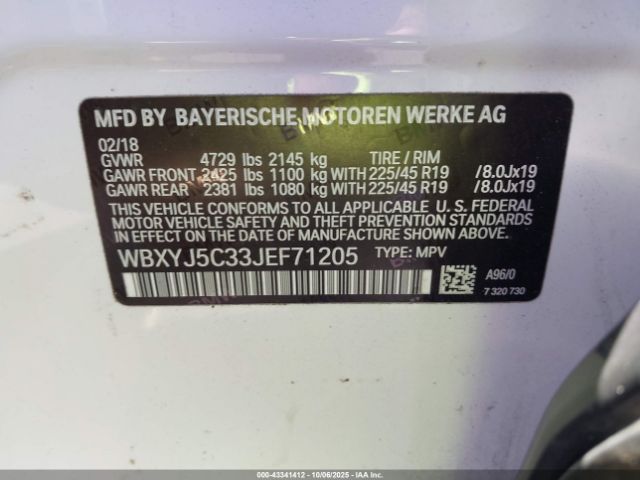 MFD BY BAYERISCHE MOTOREN WERKE AG
02/18
GVWR 4729 lbs 2145 kg TIRE / RIM
GAWR FRONT 2425 lbs 1100 kg WITH 225/45 R19 /8.0Jx19
GAWR REAR 2381 lbs 1080 kg WITH 225/45 R19 /8.0Jx19
THIS VEHICLE CONFORMS TO ALL APPLICABLE U. S. FEDERAL
MOTOR VEHICLE SAFETY AND THEFT PREVENTION STANDARDS
IN EFFECT ON THE DATE OF MANUFACTURE SHOWN ABOVE.
WBXYJ5C33JEF71205 TYPE: MPV
A96/0
7 320 730
000-43341412 | 10/06/2025 - IAAI.COM